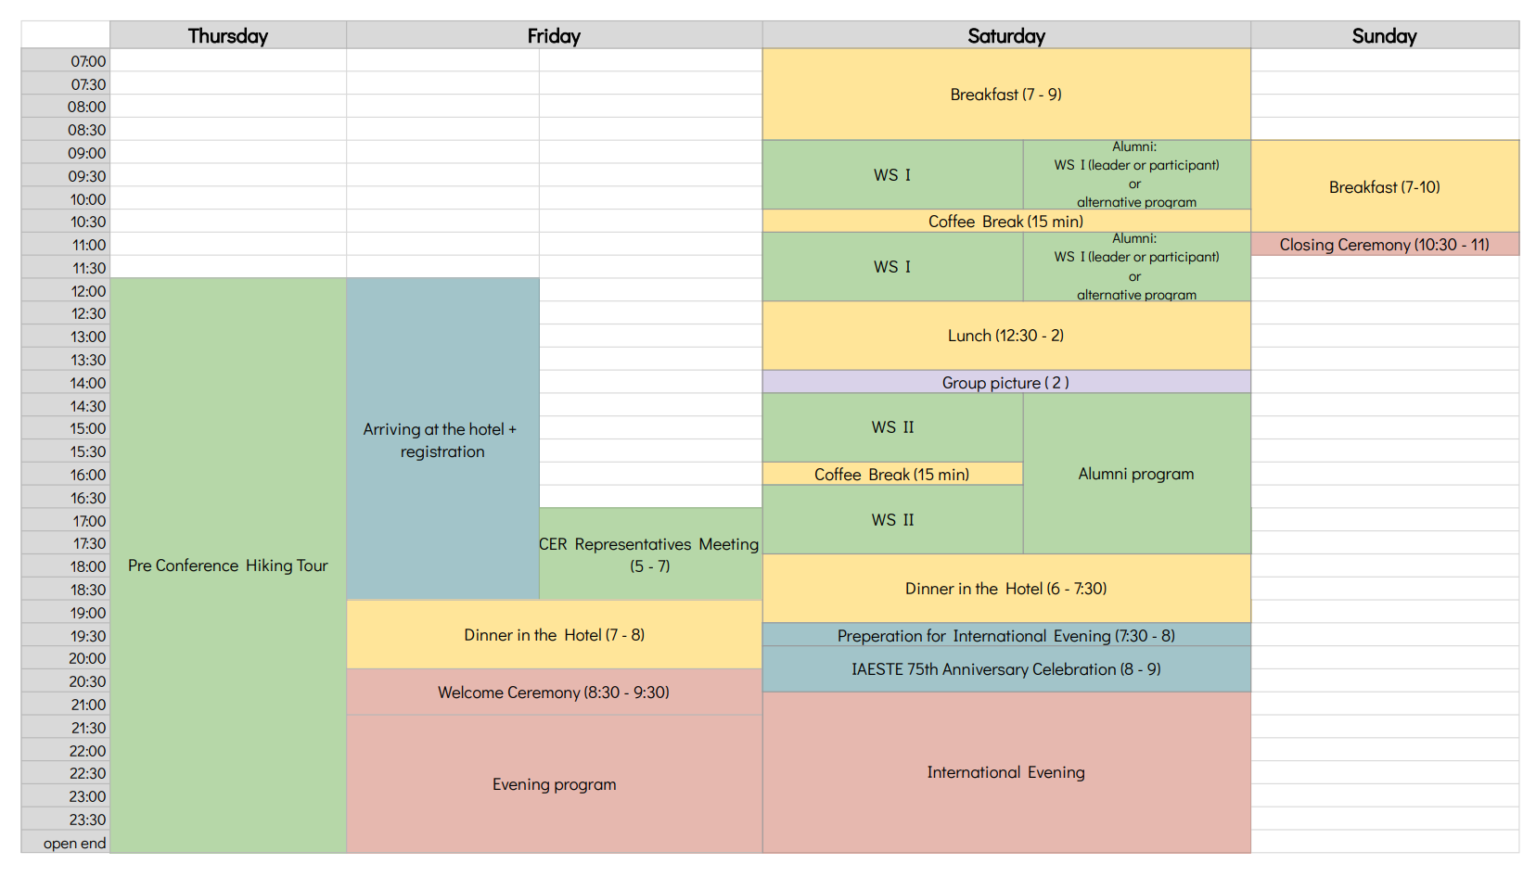 Thursday Friday Saturday Sunday
07:00
07:30
08:00
Breakfast (7 - 9)
08:30
09:00
Alumni:
WS I (leader or participant)
or
alternative program
WS I
09:30
Breakfast (7-10)
10:00
10:30
Coffee Break (15 min)
11:00
Closing Ceremony (10:30 - 11)
Alumni:
WS I (leader or participant)
or
alternative program
WS I
11:30
12:00
12:30
13:00
Lunch (12:30 - 2)
13:30
14:00
Group picture ( 2 )
14:30
15:00
Arriving at the hotel +
registration
WS II
15:30
16:00
Coffee Break (15 min)
Alumni program
16:30
17:00
WS II
17:30
CER Representatives Meeting
(5 - 7)
18:00
Pre Conference Hiking Tour
18:30
Dinner in the Hotel (6 - 7:30)
19:00
19:30
Dinner in the Hotel (7 - 8)
Preperation for International Evening (7:30 - 8)
20:00
IAESTE 75th Anniversary Celebration (8 - 9)
20:30
Welcome Ceremony (8:30 - 9:30)
21:00
21:30
22:00
22:30
Evening program
International Evening
23:00
23:30
open end